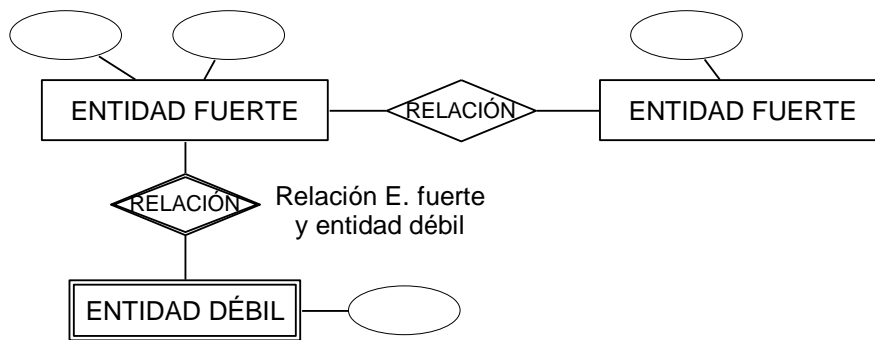 ENTIDAD FUERTE
RELACIÓN
ENTIDAD FUERTE
RELACIÓN
Relación E. fuerte
y entidad débil
ENTIDAD DÉBIL